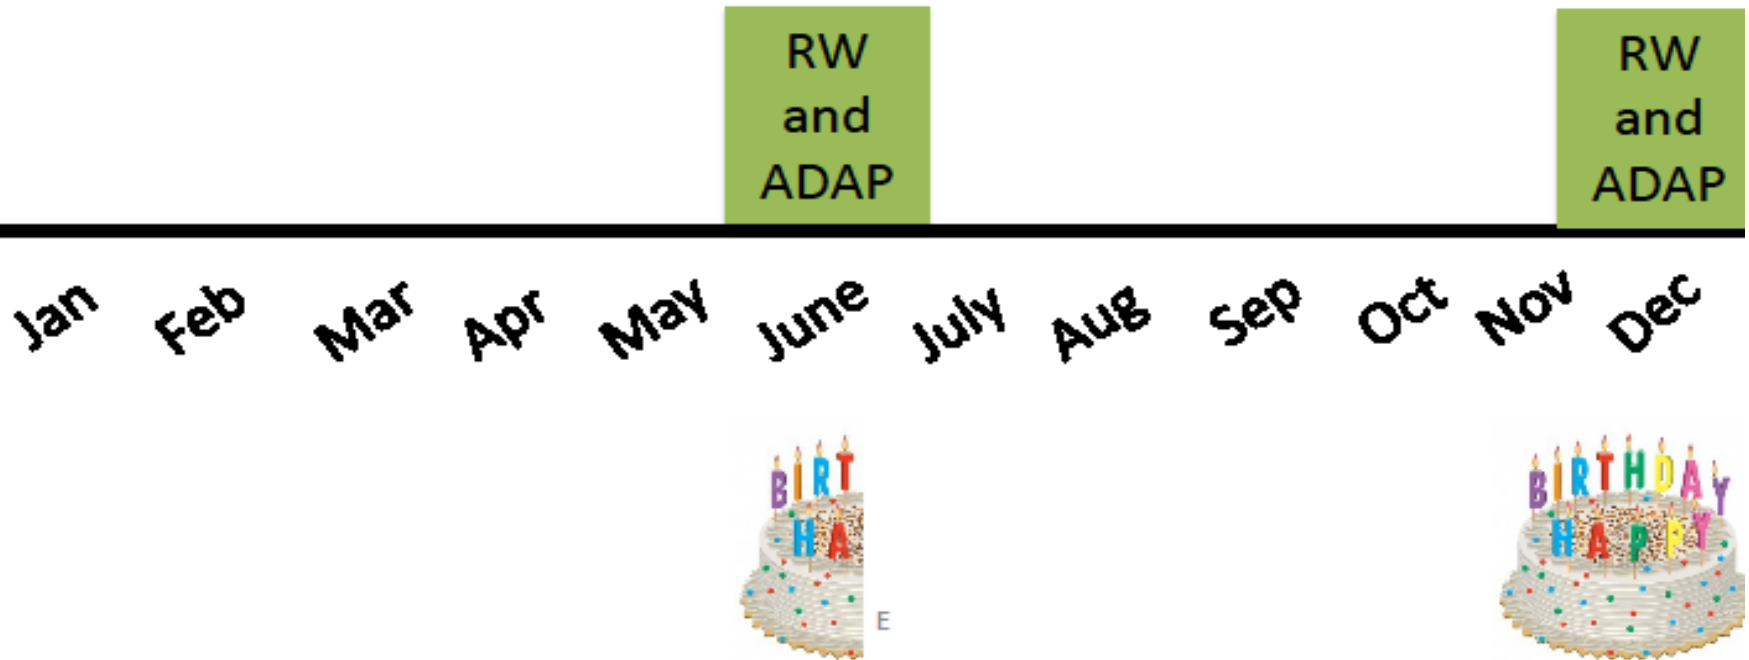 RW
and
ADAP
RW
and
ADAP
Jan Feb Mar Apr May June July Aug Sep Oct Nov Dec
BIRT
HA
BIRTHDAY
HAPPY
E